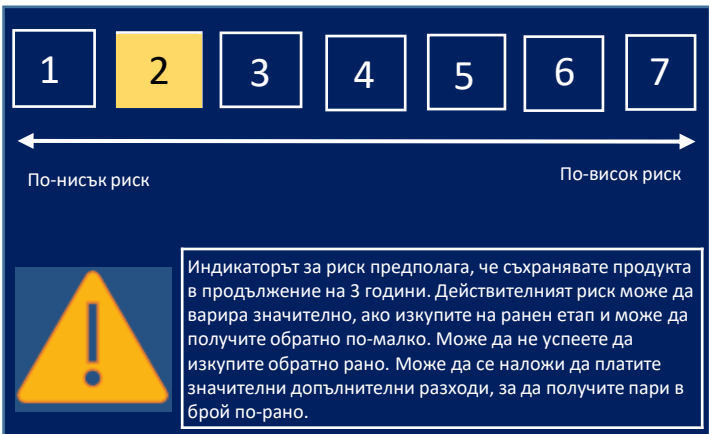 1 2 3 4 5 6 7
По-нисък риск По-висок риск
Индикаторът за риск предполага, че съхранявате продукта
в продължение на 3 години. Действителният риск може да
варира значително, ако изкупите на ранен етап и може да
получите обратно по-малко. Може да не успеете да
изкупите обратно рано. Може да се наложи да платите
значителни допълнителни разходи, за да получите пари в
брой по-рано.